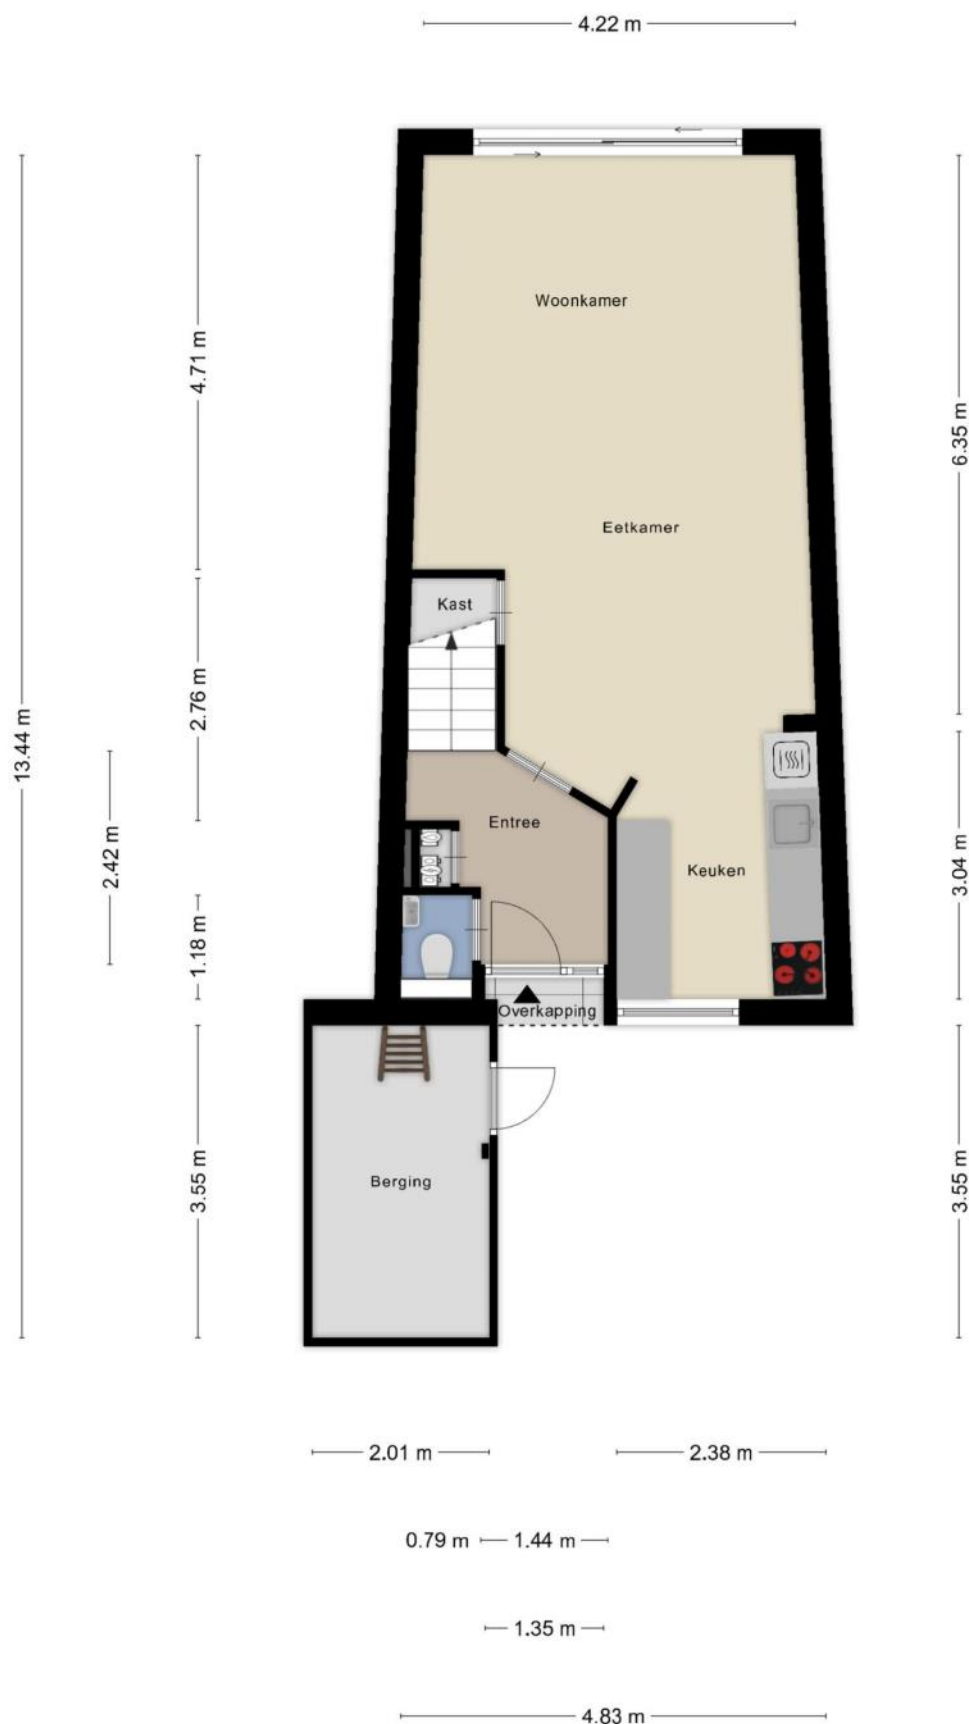 4.22 m
Woonkamer
4.71 m
6.35 m
Eetkamer
Kast
2.76 m
13.44 m
Entree
2.42 m
Keuken
3.04 m
1.18 m
Overkapping
Berging
3.55 m
3.55 m
2.01 m
2.38 m
0.79 m
1.44 m
1.35 m
4.83 m